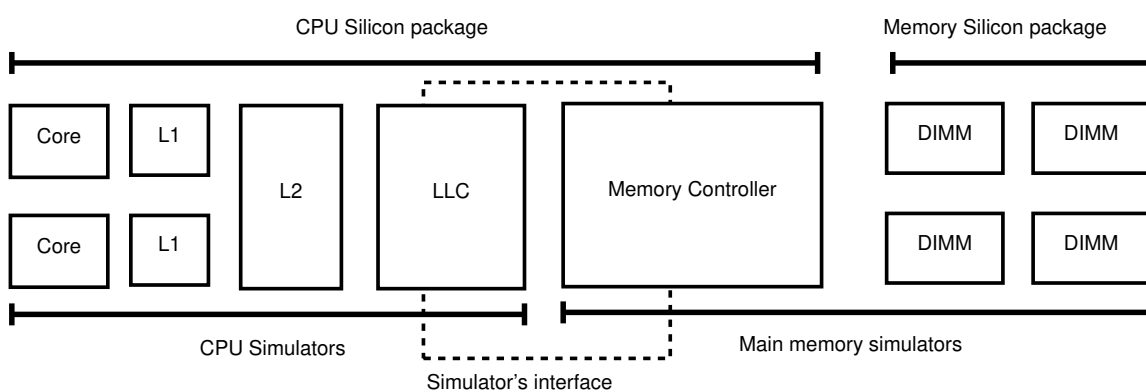 CPU Silicon package
Memory Silicon package
Core
L1
L2
LLC
Memory Controller
DIMM
DIMM
Core
L1
DIMM
DIMM
CPU Simulators
Main memory simulators
Simulator's interface